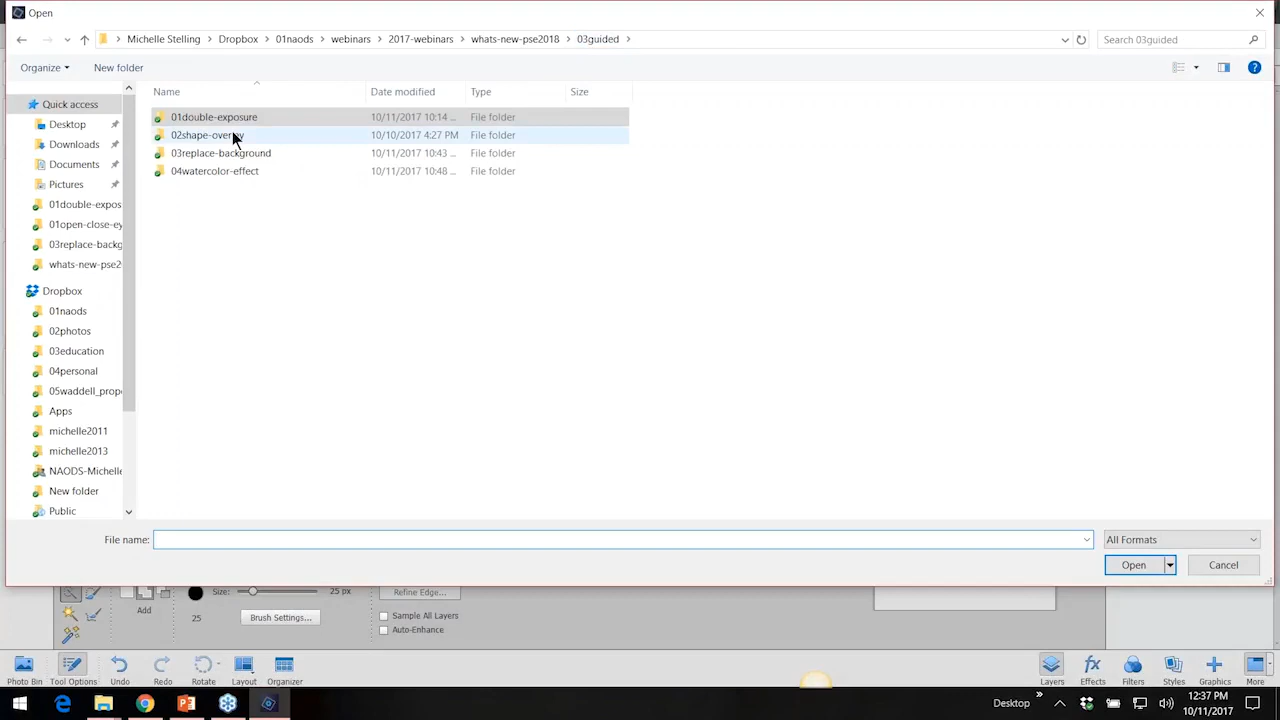 Open
Michelle Stelling > Dropbox > 01naods > webinars > 2017-webinars > whats-new-pse2018 > 03guided >
Search 03guided
Organize
New folder
Name
Date modified
Type
Size
Quick access
Desktop
Downloads
Documents
Pictures
01double-expos
01open-close-ey
03replace-backg
whats-new-pse2
Dropbox
01naods
02photos
03education
04personal
05waddell_prop
Apps
michelle2011
michelle2013
NAODS-Michelle
New folder
Public
01double-exposure 10/11/2017 10:14 ... File folder
02shape-overlay 10/10/2017 4:27 PM File folder
03replace-background 10/11/2017 10:43 ... File folder
04watercolor-effect 10/11/2017 10:48 ... File folder
File name:
All Formats
Open
Cancel
Add
Size:
25 px
25
Brush Settings...
Refine Edge...
Sample All Layers
Auto-Enhance
Photo Bin
Tool Options
Undo
Redo
Rotate
Layout
Organizer
Layers
Effects
Filters
Styles
Graphics
More
Desktop
12:37 PM
10/11/2017